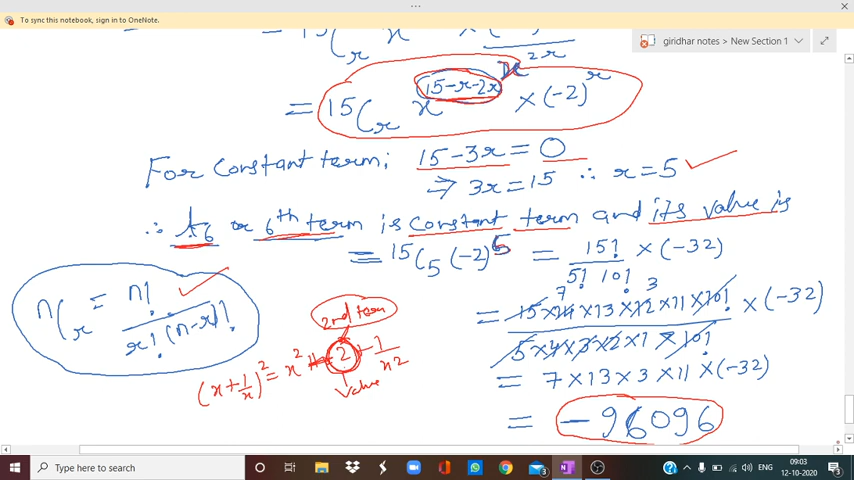 ...
To sync this notebook, sign in to OneNote.
giridhar notes > New Section 1
= 15Cr x^(15-r-2r) × (-2)^r
For constant term; 15-3r = 0
⇒ 3r = 15 ∴ r = 5
∴ t6 or 6th term is constant term and its value is
= 15C5 (-2)^5 = 15!/(5! 10!) × (-32)
nCr = n!/(r! (n-r)!)
= (15×14×13×12×11×10!)/(5×4×3×2×1×10!) × (-32)
7 3
2nd term
(x+1/x)^2 = x^2 + 2 + 1/x2
value
= 7×13×3×11×(-32)
= -96096
Type here to search
ENG
09:03
12-10-2020